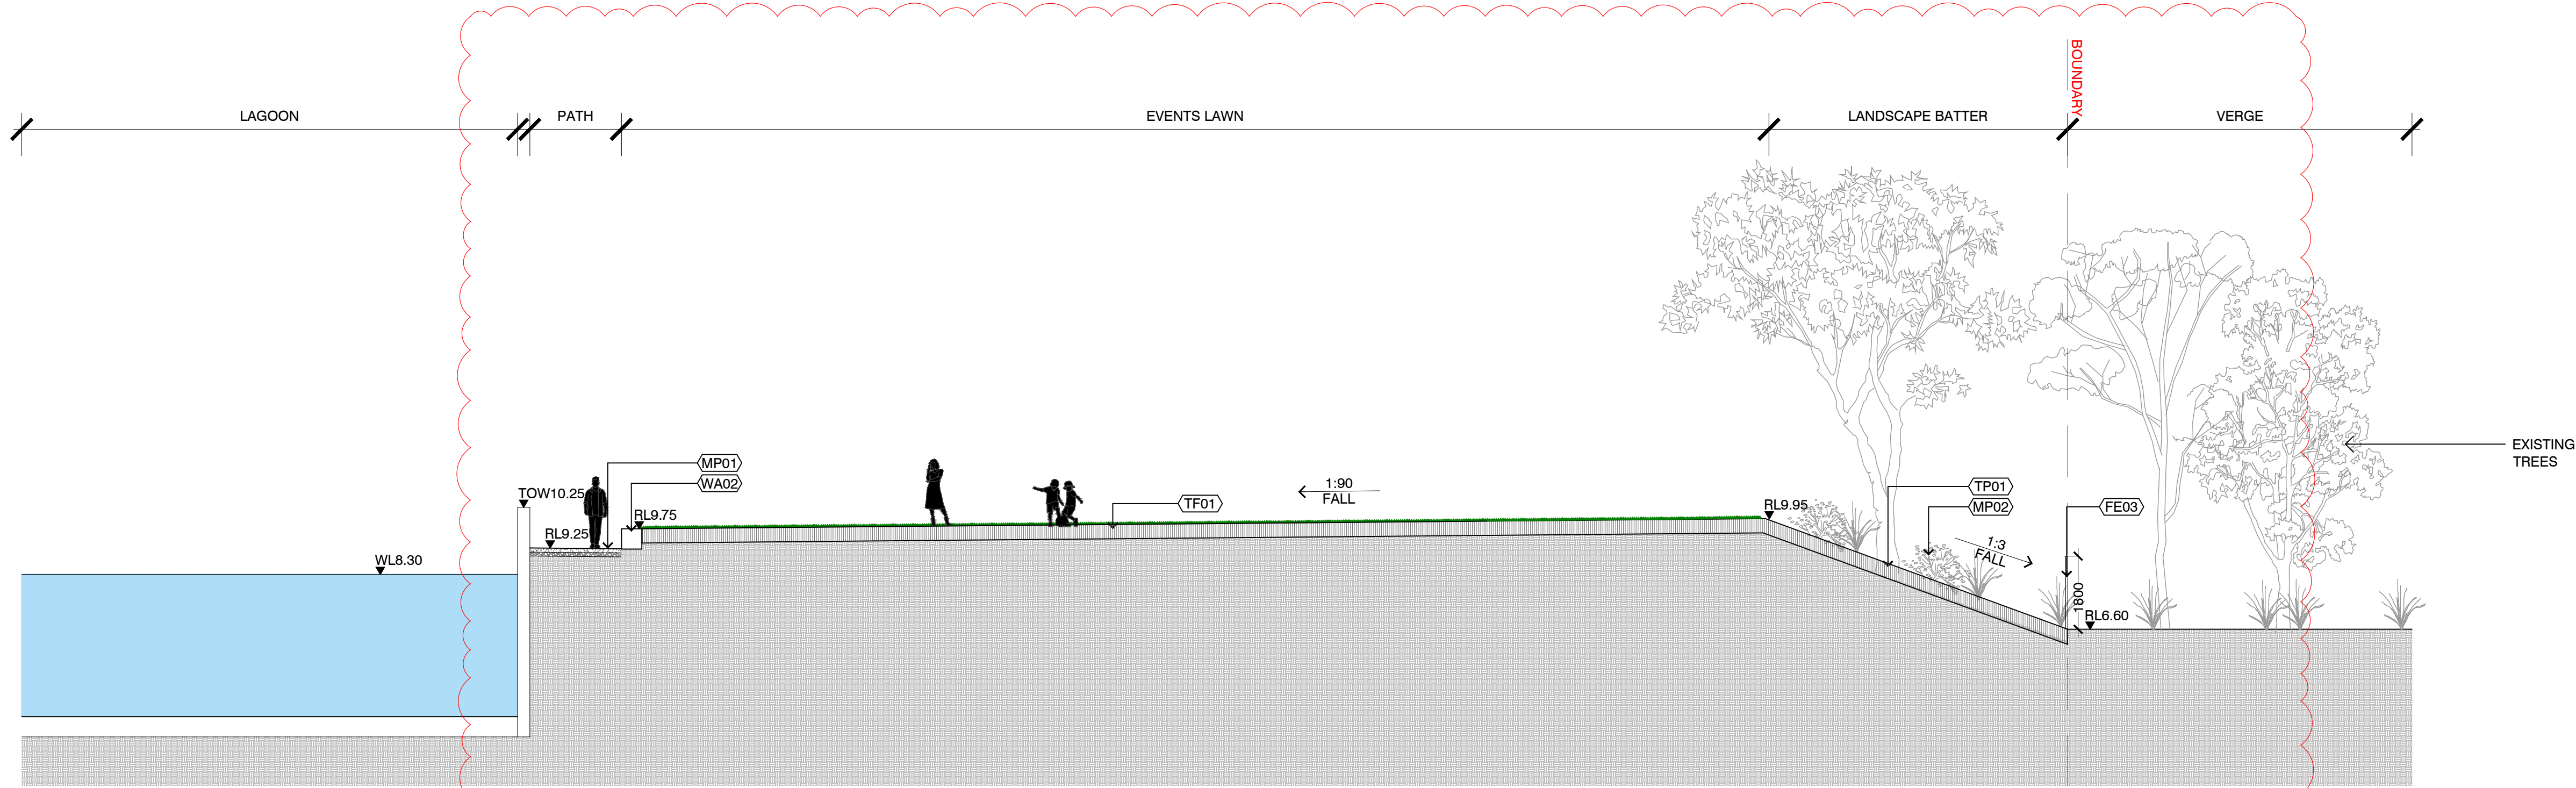 BOUNDARY
LAGOON
PATH
EVENTS LAWN
LANDSCAPE BATTER
VERGE
EXISTING
TREES
MP01
WA02
TOW10.25
RL9.75
RL9.25
WL8.30
TF01
1:90
FALL
RL9.95
TP01
MP02
FE03
1:3
FALL
1800
RL6.60